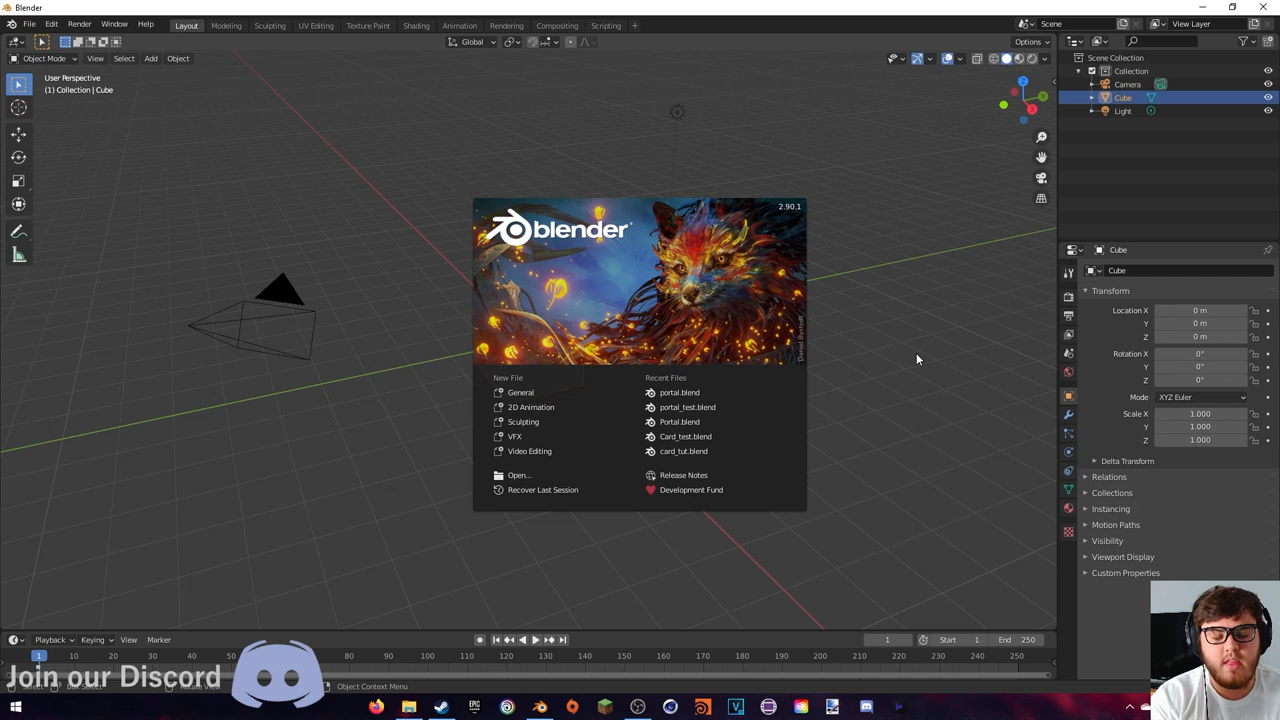 Blender
File Edit Render Window Help Layout Modeling Sculpting UV Editing Texture Paint Shading Animation Rendering Compositing Scripting + Scene View Layer
Global Options
Object Mode View Select Add Object
User Perspective
(1) Collection | Cube
Scene Collection
Collection
Camera
Cube
Light
blender
2.90.1
Daniel Bystedt
New File
General
2D Animation
Sculpting
VFX
Video Editing
Open...
Recover Last Session
Recent Files
portal.blend
portal_test.blend
Portal.blend
Card_test.blend
card_tut.blend
Release Notes
Development Fund
Cube
Cube
Transform
Location X 0 m
Y 0 m
Z 0 m
Rotation X 0°
Y 0°
Z 0°
Mode XYZ Euler
Scale X 1.000
Y 1.000
Z 1.000
Delta Transform
Relations
Collections
Instancing
Motion Paths
Visibility
Viewport Display
Custom Properties
Playback Keying View Marker 1 Start 1 End 250
1 10 20 30 40 80 90 100 110 120 130 140 150 160 170 180 190 200 210 220 230 240 250
Join our Discord
Object Context Menu